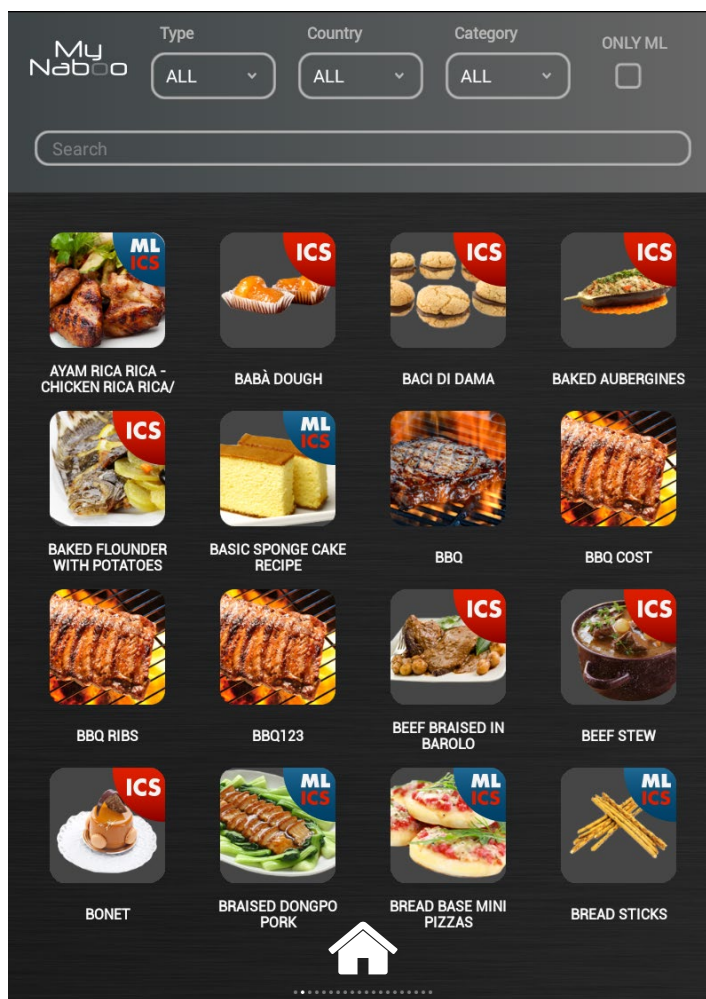 Type
Country
Category
ONLY ML
My
Naboo
ALL
ALL
ALL
Search
ML
ICS
ICS
ICS
ICS
AYAM RICA RICA -
CHICKEN RICA RICA/
BABÀ DOUGH
BACI DI DAMA
BAKED AUBERGINES
ICS
ML
ICS
BAKED FLOUNDER
WITH POTATOES
BASIC SPONGE CAKE
RECIPE
BBQ
BBQ COST
ICS
ICS
BBQ RIBS
BBQ123
BEEF BRAISED IN
BAROLO
BEEF STEW
ICS
ML
ICS
ML
ICS
ML
ICS
BONET
BRAISED DONGPO
PORK
BREAD BASE MINI
PIZZAS
BREAD STICKS